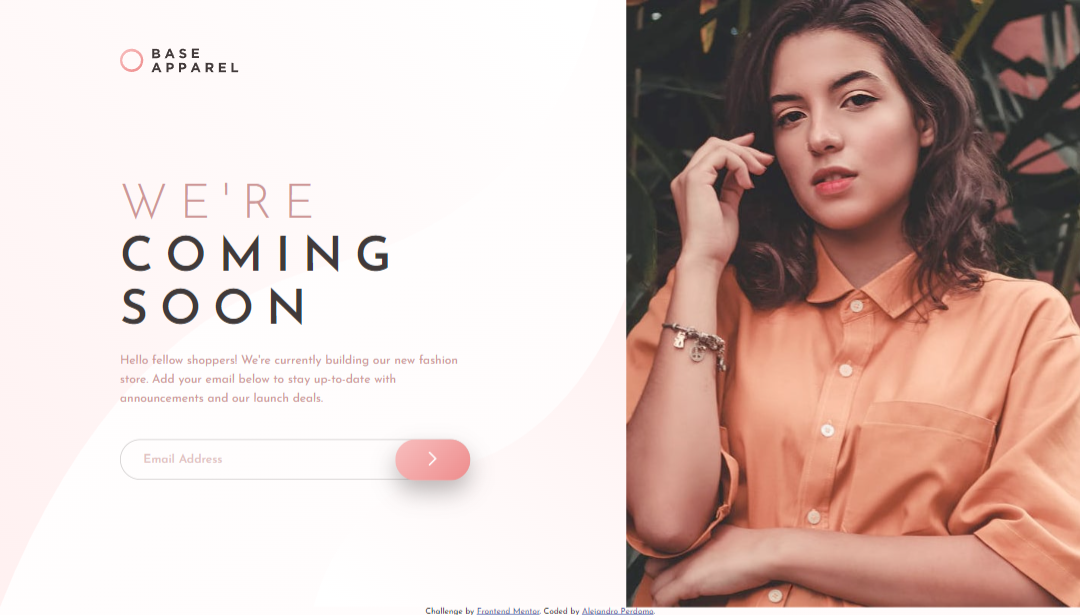 BASE
APPAREL
WE'RE
COMING
SOON
Hello fellow shoppers! We're currently building our new fashion
store. Add your email below to stay up-to-date with
announcements and our launch deals.
Email Address
Challenge by Frontend Mentor. Coded by Alejandro Perdomo.